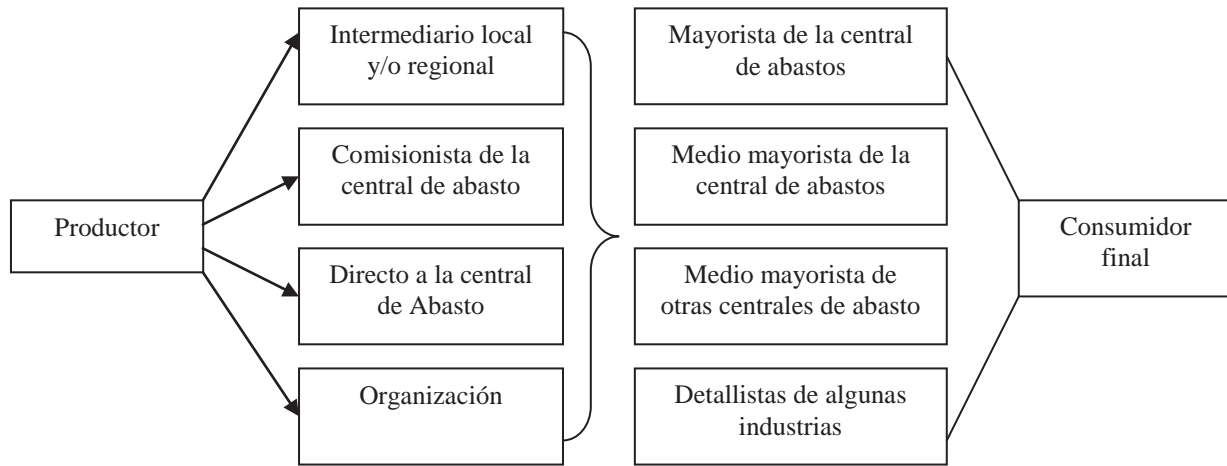 Productor
Intermediario local
y/o regional
Comisionista de la
central de abasto
Directo a la central
de Abasto
Organización
Mayorista de la central
de abastos
Medio mayorista de la
central de abastos
Medio mayorista de
otras centrales de abasto
Detallistas de algunas
industrias
Consumidor
final